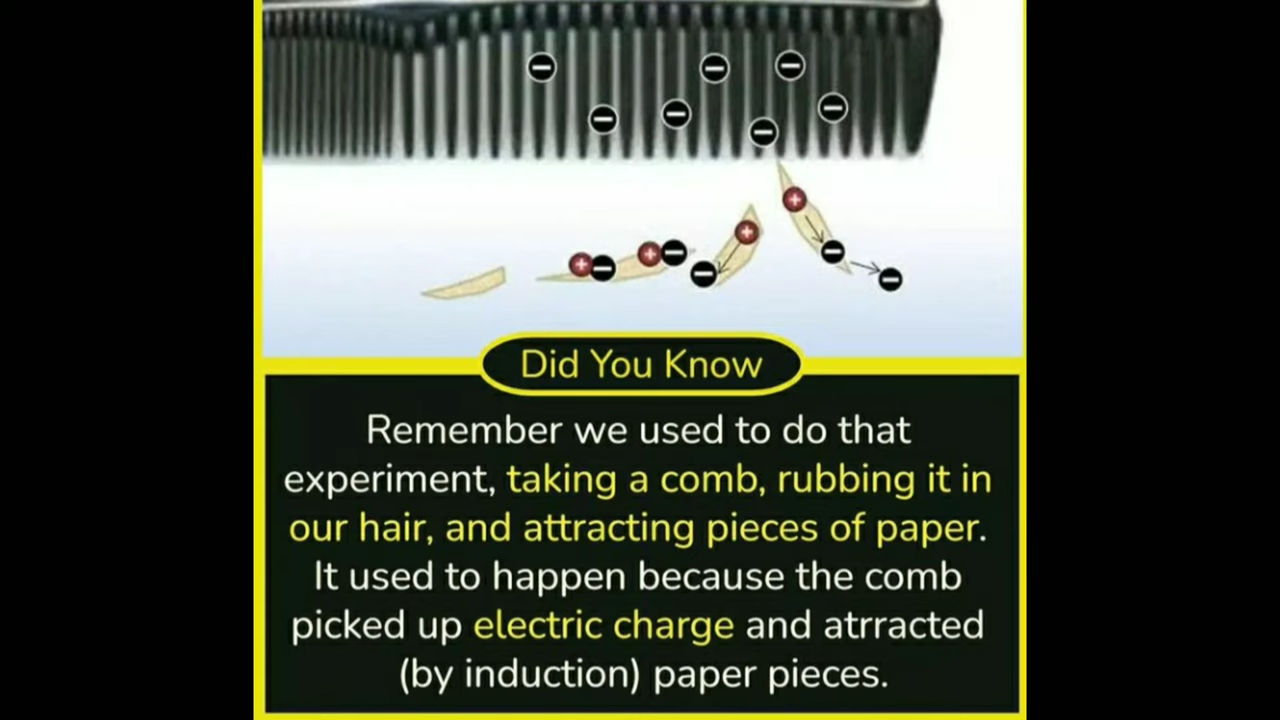 Did You Know
Remember we used to do that
experiment, taking a comb, rubbing it in
our hair, and attracting pieces of paper.
It used to happen because the comb
picked up electric charge and atrracted
(by induction) paper pieces.